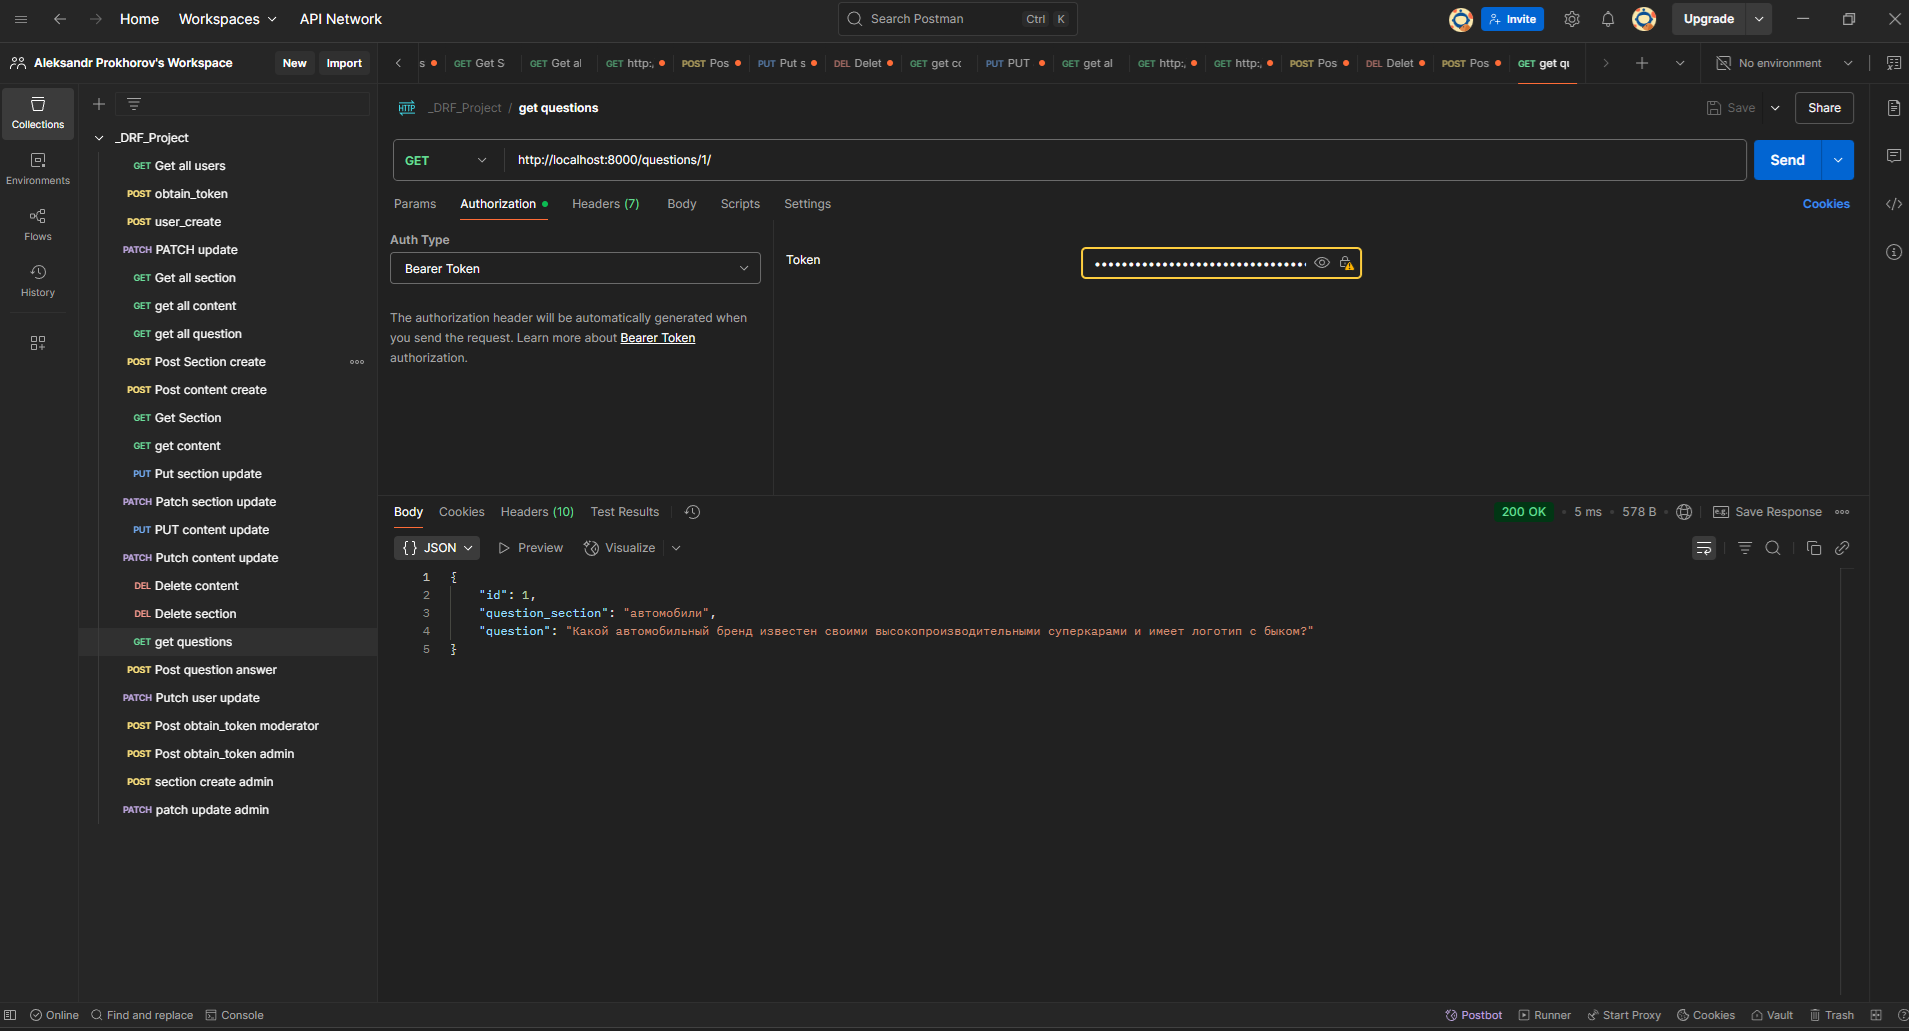 Home Workspaces API Network Search Postman Ctrl K Invite Upgrade
Aleksandr Prokhorov's Workspace New Import
s GET Get S GET Get al GET http:, POST Pos PUT Put s DEL Delet GET get co PUT PUT GET get al GET http:, GET http:, POST Pos DEL Delet POST Pos GET get qu No environment
Collections
Environments
Flows
History
_DRF_Project
GET Get all users
POST obtain_token
POST user_create
PATCH PATCH update
GET Get all section
GET get all content
GET get all question
POST Post Section create
POST Post content create
GET Get Section
GET get content
PUT Put section update
PATCH Patch section update
PUT PUT content update
PATCH Putch content update
DEL Delete content
DEL Delete section
GET get questions
POST Post question answer
PATCH Putch user update
POST Post obtain_token moderator
POST Post obtain_token admin
POST section create admin
PATCH patch update admin
HTTP _DRF_Project / get questions Save Share
GET http://localhost:8000/questions/1/ Send
Params Authorization Headers (7) Body Scripts Settings Cookies
Auth Type
Bearer Token
The authorization header will be automatically generated when
you send the request. Learn more about Bearer Token
authorization.
Token
Body Cookies Headers (10) Test Results 200 OK 5 ms 578 B Save Response
{} JSON Preview Visualize
1 {
2 "id": 1,
3 "question_section": "автомобили",
4 "question": "Какой автомобильный бренд известен своими высокопроизводительными суперкарами и имеет логотип с быком?"
5 }
Online Find and replace Console Postbot Runner Start Proxy Cookies Vault Trash